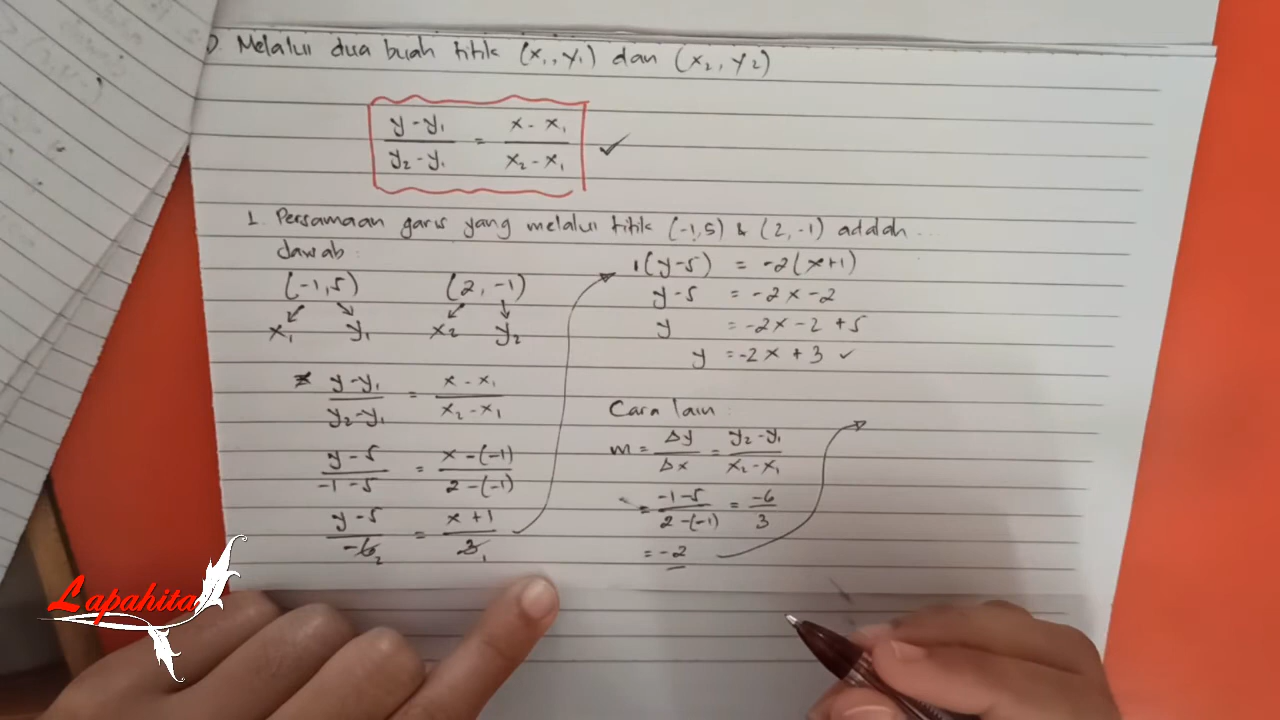 Melalui dua buah titik (x₁, y₁) dan (x₂, y₂)
y - y₁ / y₂ - y₁ = x - x₁ / x₂ - x₁ ✓
1. Persamaan garis yang melalui titik (-1,5) & (2,-1) adalah ..
Jawab:
(-1,5) (2,-1)
x₁ y₁ x₂ y₂
* y - y₁ / y₂ - y₁ = x - x₁ / x₂ - x₁
y - 5 / -1 - 5 = x - (-1) / 2 - (-1)
y - 5 / -6 ₂ = x + 1 / 3 ₁
1(y-5) = -2(x+1)
y-5 = -2x-2
y = -2x-2+5
y = -2x+3 ✓
Cara lain :
m = Δy / Δx = y₂ - y₁ / x₂ - x₁
= -1-5 / 2-(-1) = -6 / 3
= -2
Lapahita